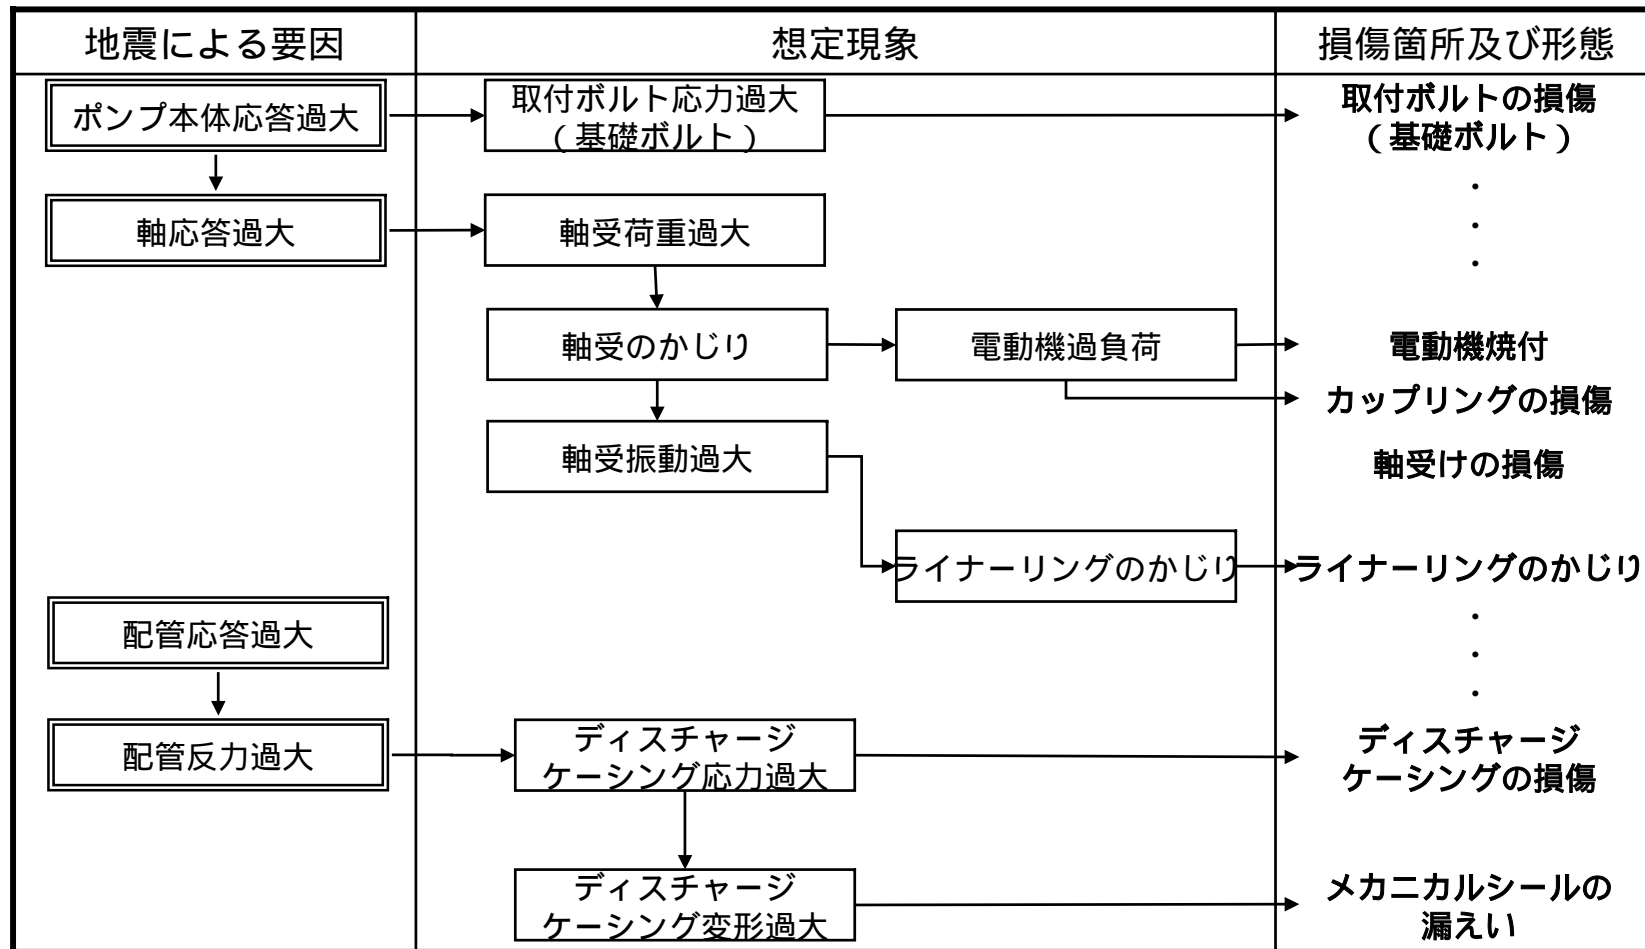 地震による要因
想定現象
損傷箇所及び形態
ポンプ本体応答過大
取付ボルト応力過大
(基礎ボルト)
取付ボルトの損傷
(基礎ボルト)
・
・
・
軸応答過大
軸受荷重過大
軸受のかじり
電動機過負荷
電動機焼付
カップリングの損傷
軸受振動過大
軸受けの損傷
ライナーリングのかじり
ライナーリングのかじり
・
・
・
配管応答過大
配管反力過大
ディスチャージ
ケーシング応力過大
ディスチャージ
ケーシングの損傷
ディスチャージ
ケーシング変形過大
メカニカルシールの
漏えい